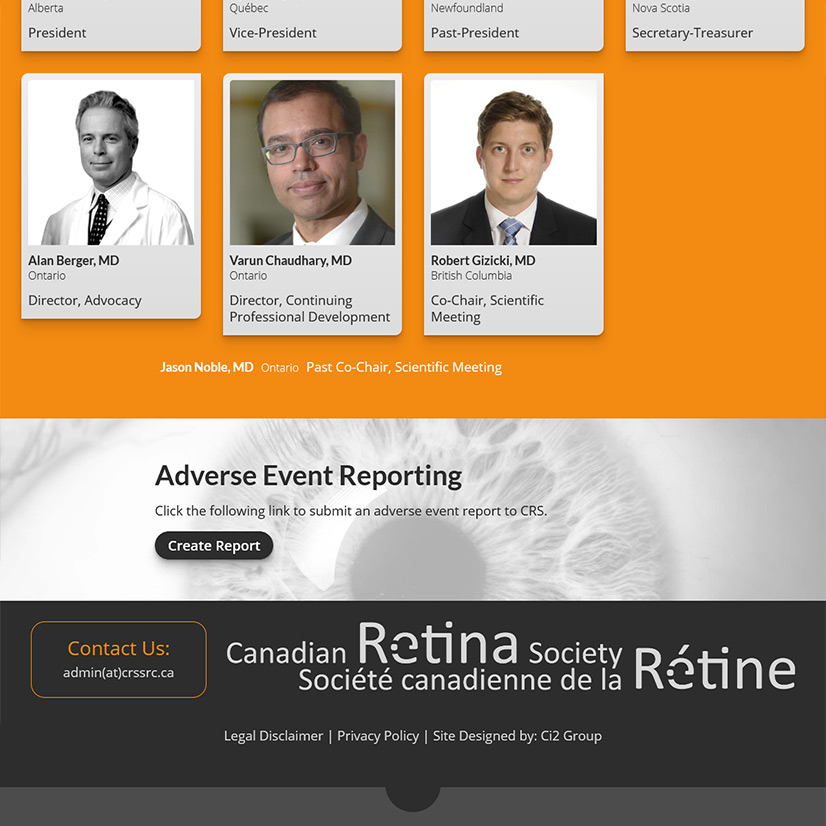 Alberta
President
Québec
Vice-President
Newfoundland
Past-President
Nova Scotia
Secretary-Treasurer
Alan Berger, MD
Ontario
Director, Advocacy
Varun Chaudhary, MD
Ontario
Director, Continuing
Professional Development
Robert Gizicki, MD
British Columbia
Co-Chair, Scientific
Meeting
Jason Noble, MD Ontario Past Co-Chair, Scientific Meeting
Adverse Event Reporting
Click the following link to submit an adverse event report to CRS.
Create Report
Contact Us:
admin(at)crssrc.ca
Canadian Retina Society
Société canadienne de la Rétine
Legal Disclaimer | Privacy Policy | Site Designed by: Ci2 Group